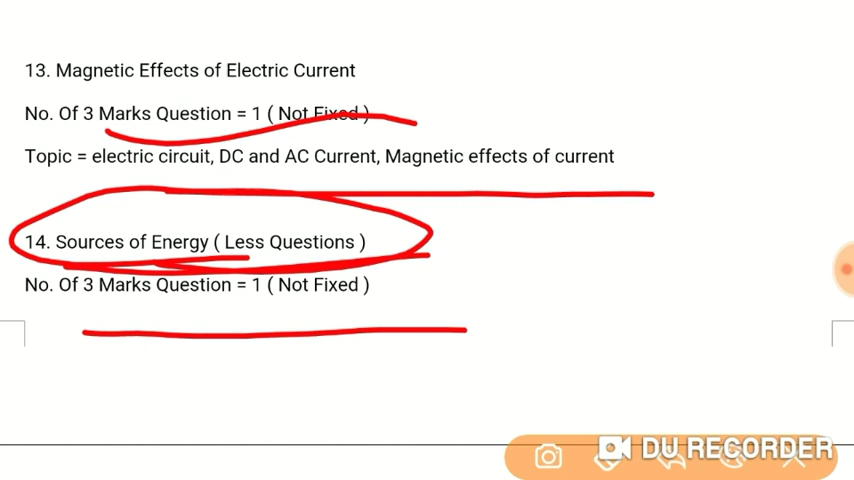 13. Magnetic Effects of Electric Current
No. Of 3 Marks Question = 1 ( Not Fixed )
Topic = electric circuit, DC and AC Current, Magnetic effects of current
14. Sources of Energy ( Less Questions )
No. Of 3 Marks Question = 1 ( Not Fixed )
DU RECORDER